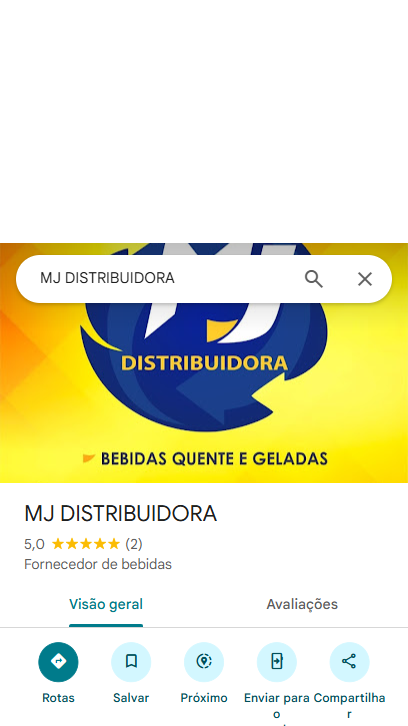 MJ DISTRIBUIDORA
MJ
DISTRIBUIDORA
BEBIDAS QUENTE E GELADAS
MJ DISTRIBUIDORA
5,0 (2)
Fornecedor de bebidas
Visão geral Avaliações
Rotas Salvar Próximo Enviar para o Compartilhar